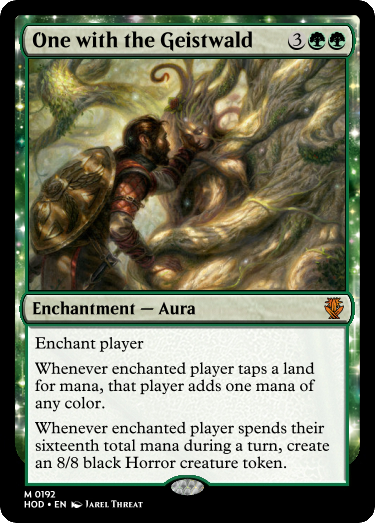 One with the Geistwald 3
Enchantment — Aura
Enchant player
Whenever enchanted player taps a land
for mana, that player adds one mana of
any color.
Whenever enchanted player spends their
sixteenth total mana during a turn, create
an 8/8 black Horror creature token.
M 0192
HOD • EN Jarel Threat